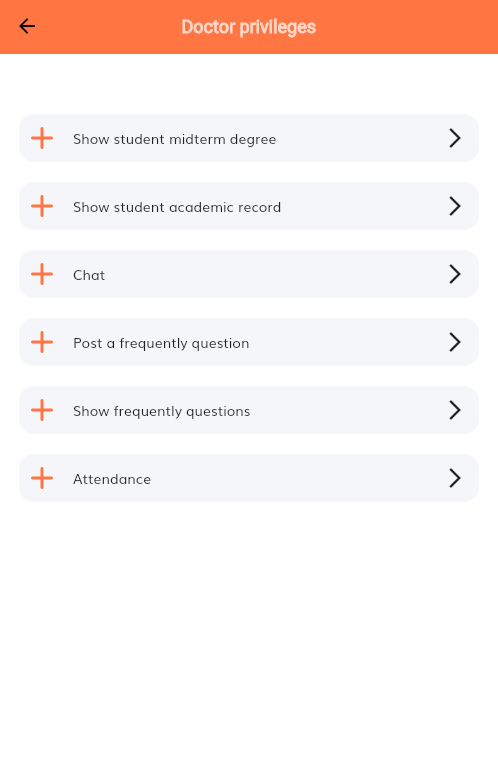 Doctor privileges
Show student midterm degree
Show student academic record
Chat
Post a frequently question
Show frequently questions
Attendance